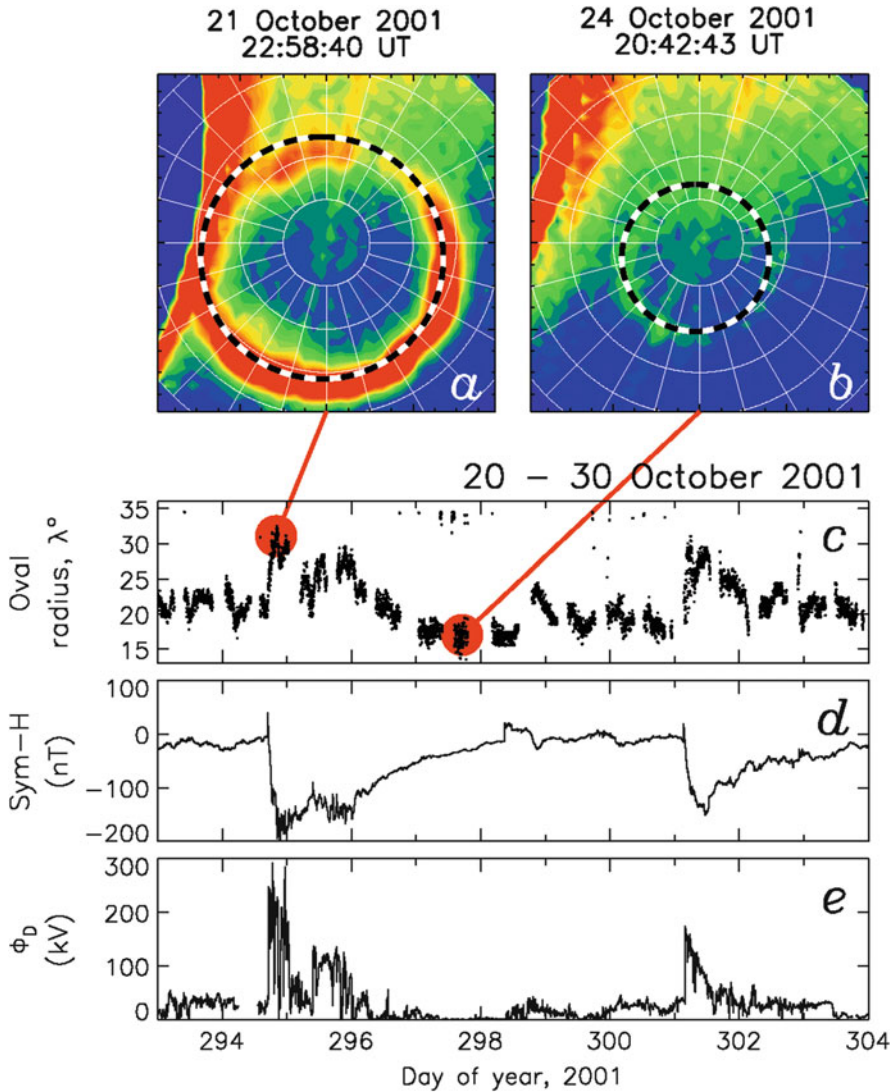 21 October 2001
22:58:40 UT
24 October 2001
20:42:43 UT
a
b
20 – 30 October 2001
Oval
radius, λ°
35
30
25
20
15
c
Sym–H
(nT)
100
0
−100
−200
d
Φ_D
(kV)
300
200
100
0
e
294
296
298
300
302
304
Day of year, 2001